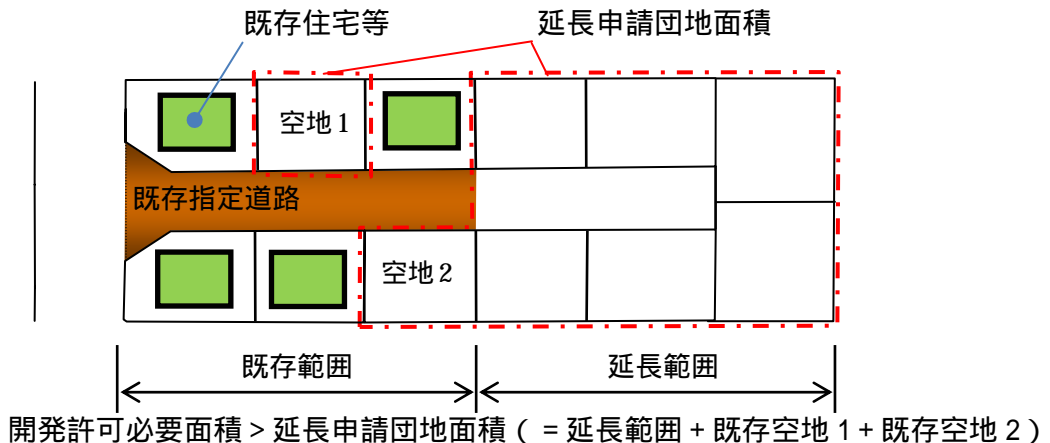 既存住宅等
延長申請団地面積
空地1
既存指定道路
空地2
既存範囲
延長範囲
開発許可必要面積>延長申請団地面積(=延長範囲+既存空地1+既存空地2)